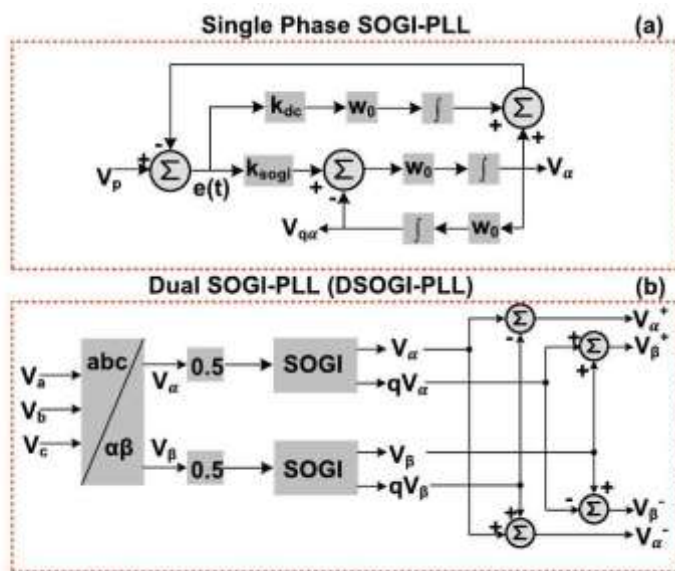 Single Phase SOGI-PLL (a)
k_dc w_0 ∫ Σ
+ +
-
+ Σ k_sogi + Σ w_0 ∫ V_α
V_p e(t) -
V_qα ∫ w_0
Dual SOGI-PLL (DSOGI-PLL) (b)
V_a V_b V_c
abc
αβ
V_α 0.5 SOGI V_α
qV_α
V_β 0.5 SOGI V_β
qV_β
Σ - V_α^+
+ Σ + V_β^+
- Σ + V_β^-
+ + Σ V_α^-